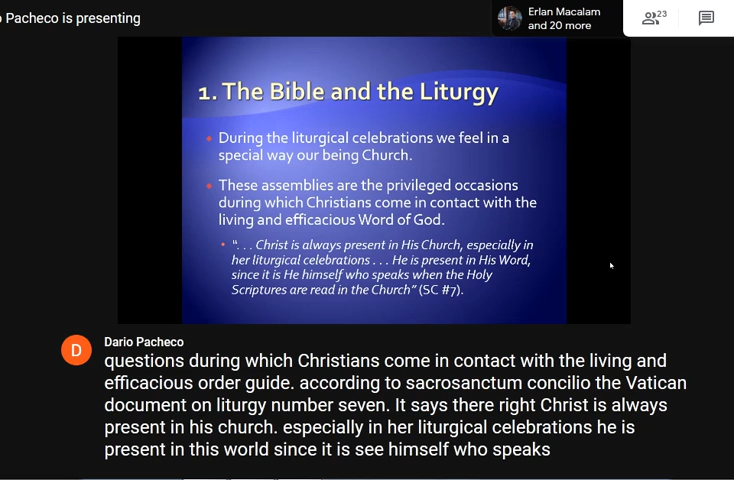 o Pacheco is presenting
Erlan Macalam
and 20 more
23
1. The Bible and the Liturgy
During the liturgical celebrations we feel in a
special way our being Church.
These assemblies are the privileged occasions
during which Christians come in contact with the
living and efficacious Word of God.
“. . . Christ is always present in His Church, especially in
her liturgical celebrations . . . He is present in His Word,
since it is He himself who speaks when the Holy
Scriptures are read in the Church” (SC #7).
D
Dario Pacheco
questions during which Christians come in contact with the living and
efficacious order guide. according to sacrosanctum concilio the Vatican
document on liturgy number seven. It says there right Christ is always
present in his church. especially in her liturgical celebrations he is
present in this world since it is see himself who speaks